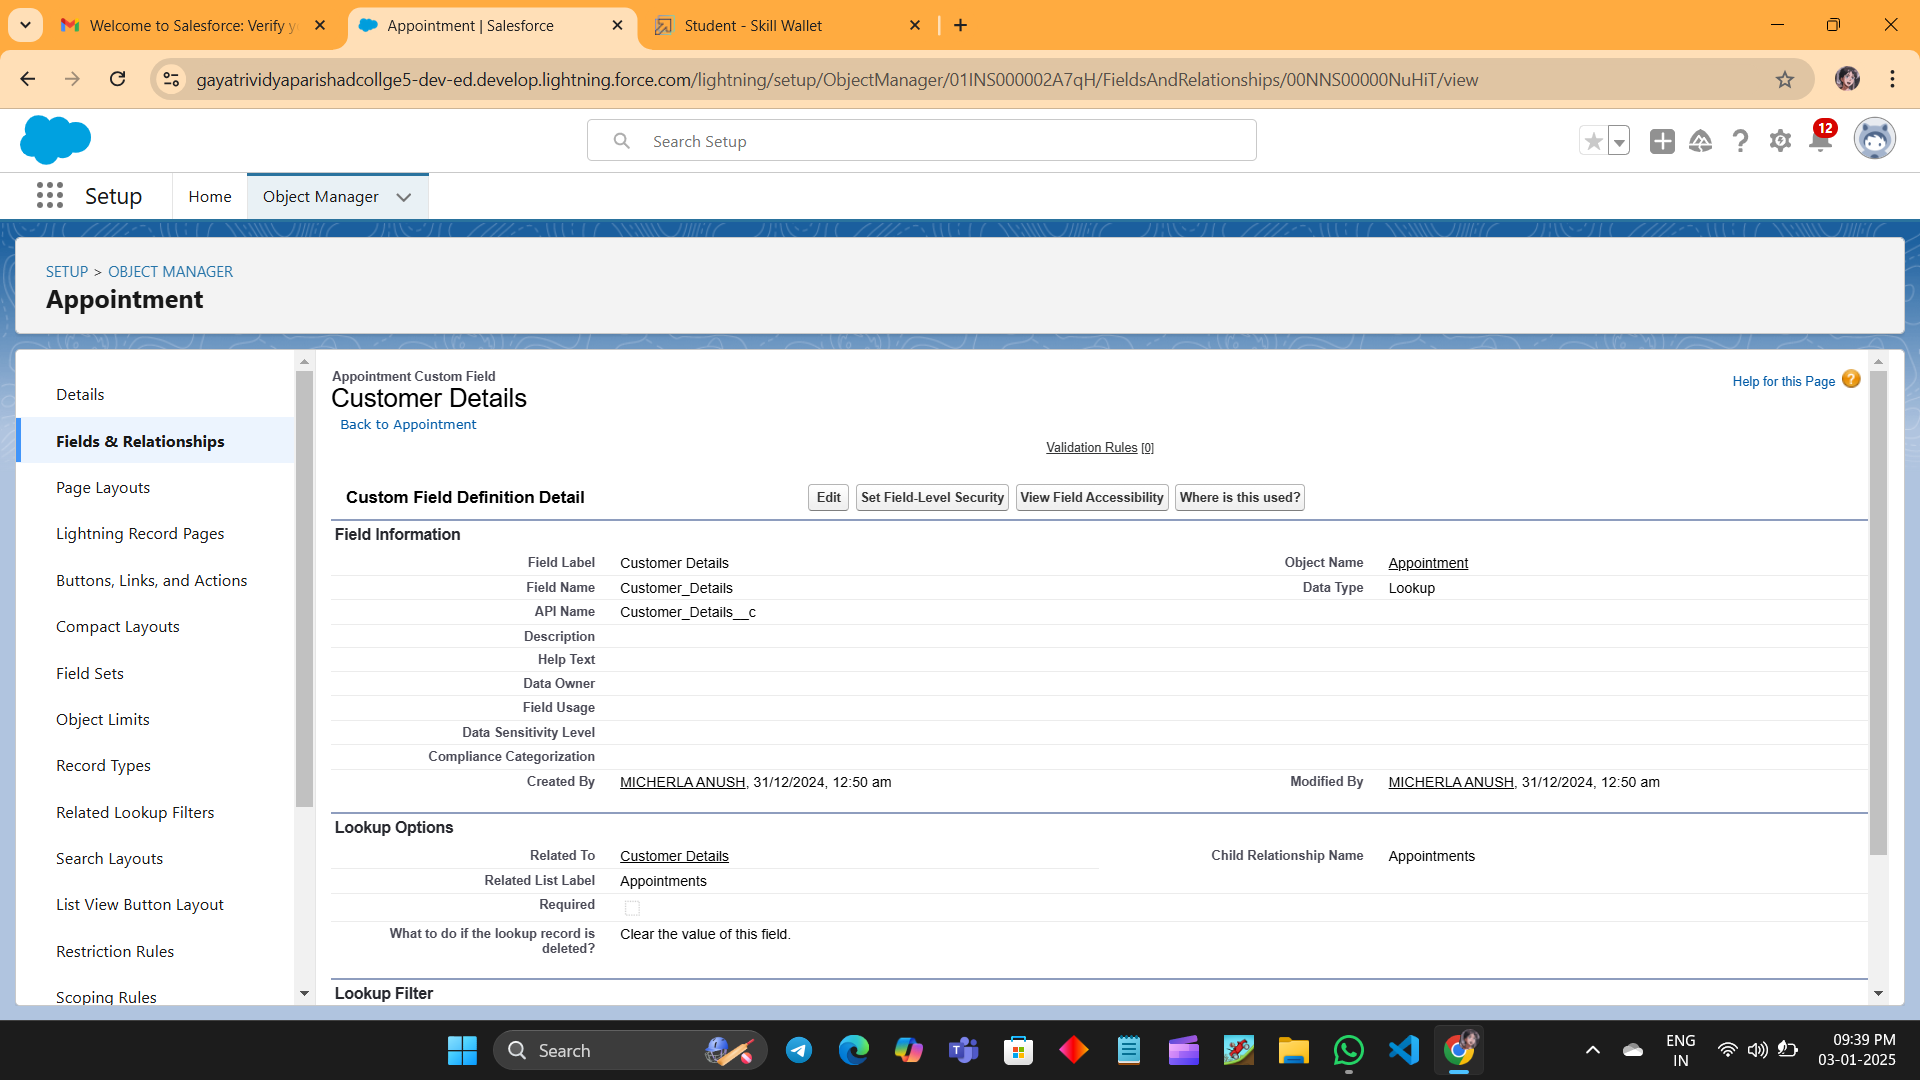 Welcome to Salesforce: Verify y
Appointment | Salesforce
Student - Skill Wallet
gayatrividyaparishadcollge5-dev-ed.develop.lightning.force.com/lightning/setup/ObjectManager/01INS000002A7qH/FieldsAndRelationships/00NNS00000NuHiT/view
Search Setup
12
Setup
Home
Object Manager
SETUP > OBJECT MANAGER
Appointment
Details
Fields & Relationships
Page Layouts
Lightning Record Pages
Buttons, Links, and Actions
Compact Layouts
Field Sets
Object Limits
Record Types
Related Lookup Filters
Search Layouts
List View Button Layout
Restriction Rules
Scoping Rules
Appointment Custom Field
Customer Details
Back to Appointment
Help for this Page
Validation Rules [0]
Custom Field Definition Detail
Edit
Set Field-Level Security
View Field Accessibility
Where is this used?
Field Information
Field Label Customer Details Object Name Appointment
Field Name Customer_Details Data Type Lookup
API Name Customer_Details__c
Description
Help Text
Data Owner
Field Usage
Data Sensitivity Level
Compliance Categorization
Created By MICHERLA ANUSH, 31/12/2024, 12:50 am Modified By MICHERLA ANUSH, 31/12/2024, 12:50 am
Lookup Options
Related To Customer Details Child Relationship Name Appointments
Related List Label Appointments
Required
What to do if the lookup record is
deleted? Clear the value of this field.
Lookup Filter
Search
ENG
IN
09:39 PM
03-01-2025